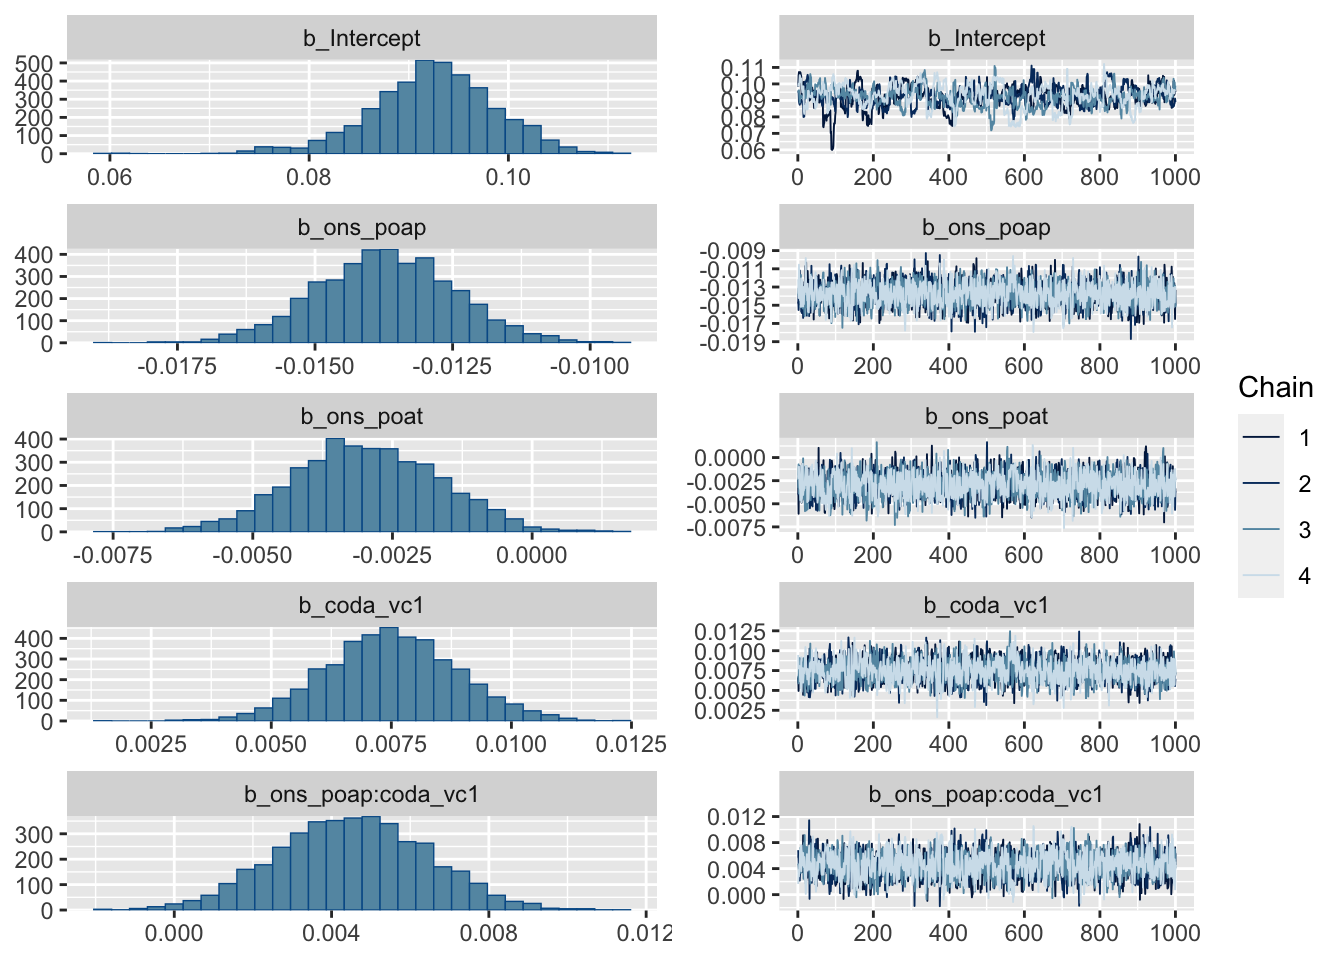 b_Intercept
500
400
300
200
100
0
0.06 0.08 0.10
b_Intercept
0.11
0.10
0.09
0.08
0.07
0.06
0 200 400 600 800 1000
b_ons_poap
400
300
200
100
0
-0.0175 -0.0150 -0.0125 -0.0100
b_ons_poap
-0.009
-0.011
-0.013
-0.015
-0.017
-0.019
0 200 400 600 800 1000
b_ons_poat
400
300
200
100
0
-0.0075 -0.0050 -0.0025 0.0000
b_ons_poat
0.0000
-0.0025
-0.0050
-0.0075
0 200 400 600 800 1000
b_coda_vc1
400
300
200
100
0
0.0025 0.0050 0.0075 0.0100 0.0125
b_coda_vc1
0.0125
0.0100
0.0075
0.0050
0.0025
0 200 400 600 800 1000
b_ons_poap:coda_vc1
300
200
100
0
0.000 0.004 0.008 0.012
b_ons_poap:coda_vc1
0.012
0.008
0.004
0.000
0 200 400 600 800 1000
Chain
1
2
3
4